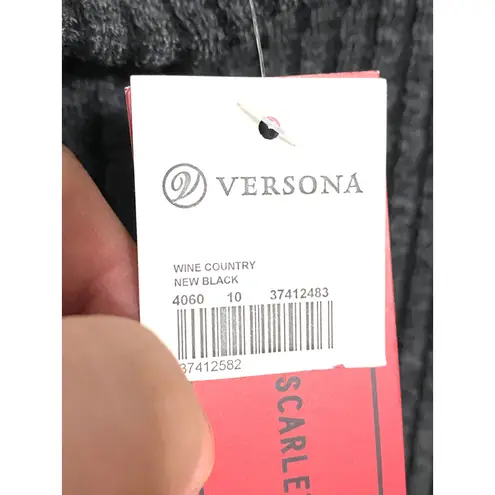 VERSONA
WINE COUNTRY
NEW BLACK
4060 10 37412483
37412582
SCARLE